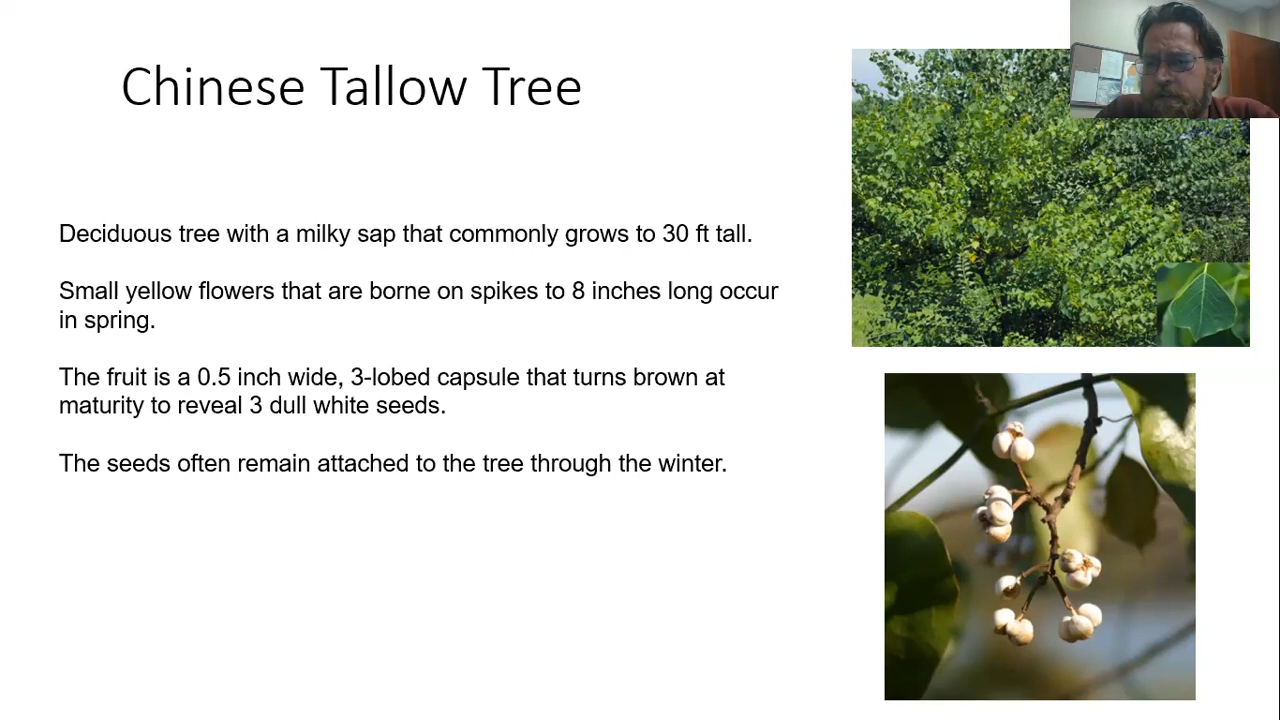 Chinese Tallow Tree
Deciduous tree with a milky sap that commonly grows to 30 ft tall.
Small yellow flowers that are borne on spikes to 8 inches long occur
in spring.
The fruit is a 0.5 inch wide, 3-lobed capsule that turns brown at
maturity to reveal 3 dull white seeds.
The seeds often remain attached to the tree through the winter.